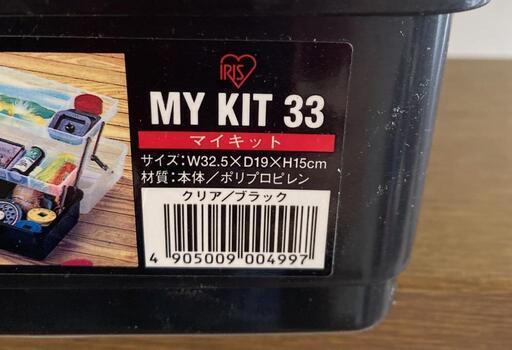 IRIS
MY KIT 33
マイキット
サイズ:W32.5×D19×H15cm
材質:本体/ポリプロピレン
クリア/ブラック
4 905009 004997